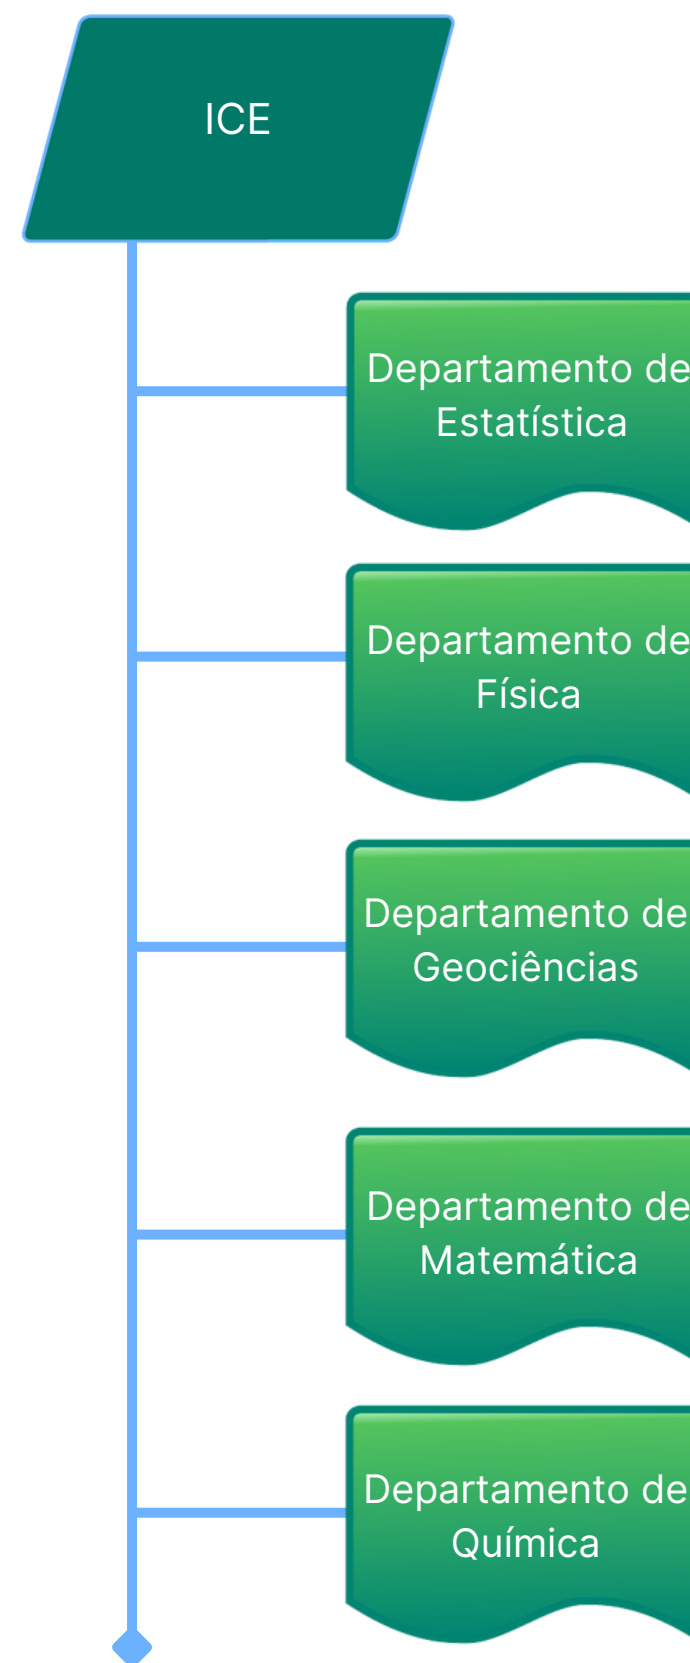 ICE
Departamento de
Estatística
Departamento de
Física
Departamento de
Geociências
Departamento de
Matemática
Departamento de
Química